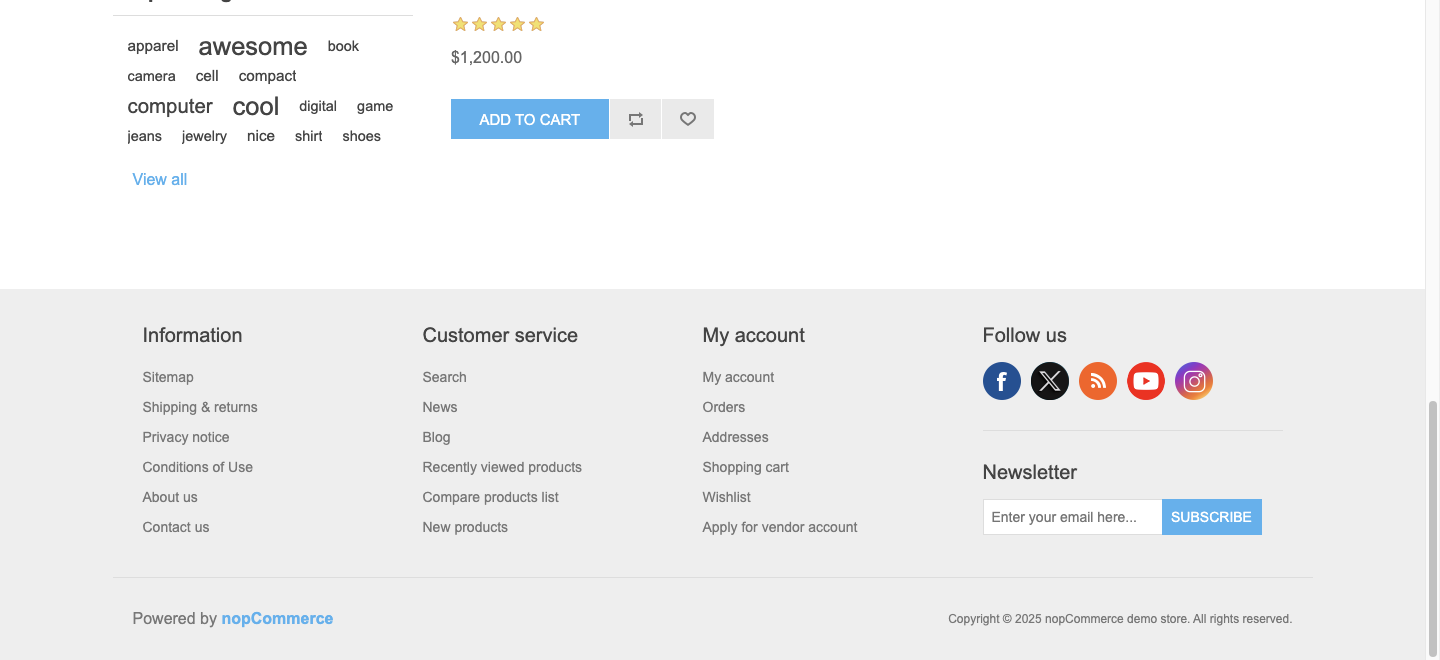 apparel awesome book
camera cell compact
computer cool digital game
jeans jewelry nice shirt shoes
View all
$1,200.00
ADD TO CART
Information
Sitemap
Shipping & returns
Privacy notice
Conditions of Use
About us
Contact us
Customer service
Search
News
Blog
Recently viewed products
Compare products list
New products
My account
My account
Orders
Addresses
Shopping cart
Wishlist
Apply for vendor account
Follow us
Newsletter
Enter your email here... SUBSCRIBE
Powered by nopCommerce
Copyright © 2025 nopCommerce demo store. All rights reserved.